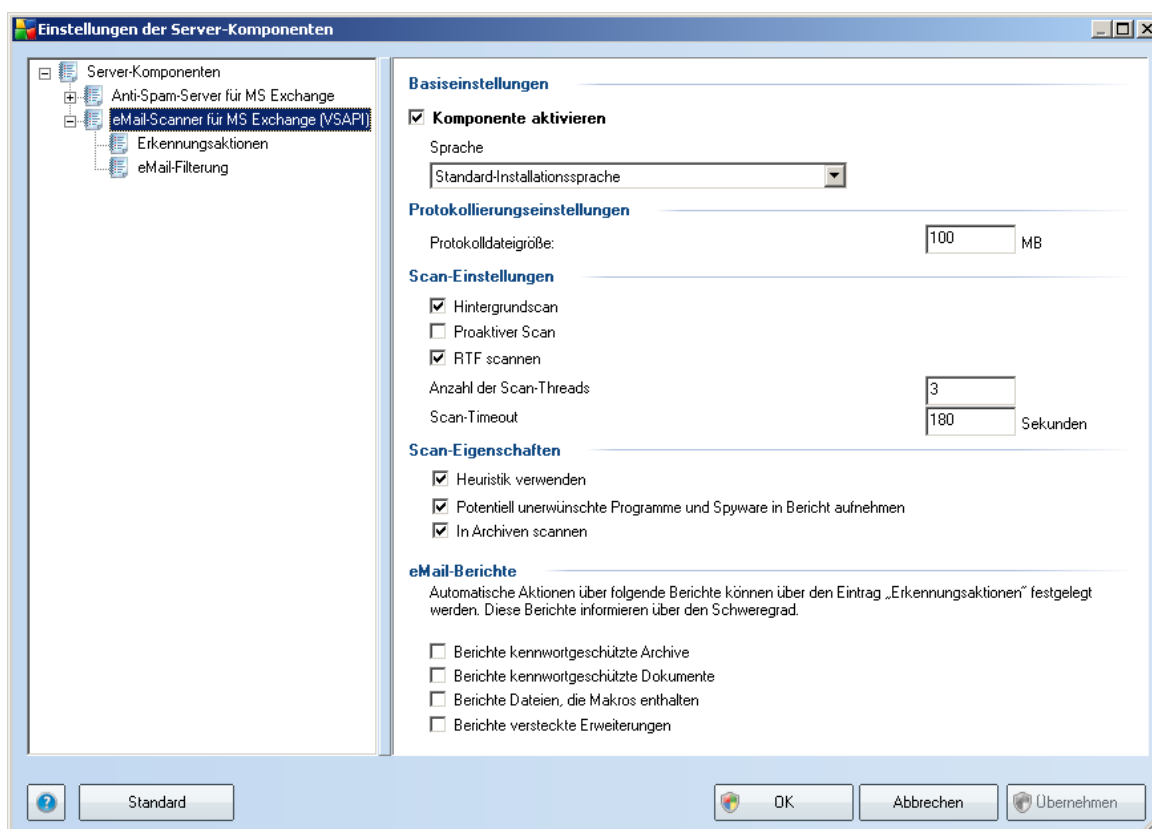 Einstellungen der Server-Komponenten
Server-Komponenten
Anti-Spam-Server für MS Exchange
eMail-Scanner für MS Exchange (VSAPI)
Erkennungsaktionen
eMail-Filterung
Basiseinstellungen
Komponente aktivieren
Sprache
Standard-Installationssprache
Protokollierungseinstellungen
Protokolldateigröße: 100 MB
Scan-Einstellungen
Hintergrundscan
Proaktiver Scan
RTF scannen
Anzahl der Scan-Threads 3
Scan-Timeout 180 Sekunden
Scan-Eigenschaften
Heuristik verwenden
Potentiell unerwünschte Programme und Spyware in Bericht aufnehmen
In Archiven scannen
eMail-Berichte
Automatische Aktionen über folgende Berichte können über den Eintrag „Erkennungsaktionen" festgelegt
werden. Diese Berichte informieren über den Schweregrad.
Berichte kennwortgeschützte Archive
Berichte kennwortgeschützte Dokumente
Berichte Dateien, die Makros enthalten
Berichte versteckte Erweiterungen
Standard OK Abbrechen Übernehmen